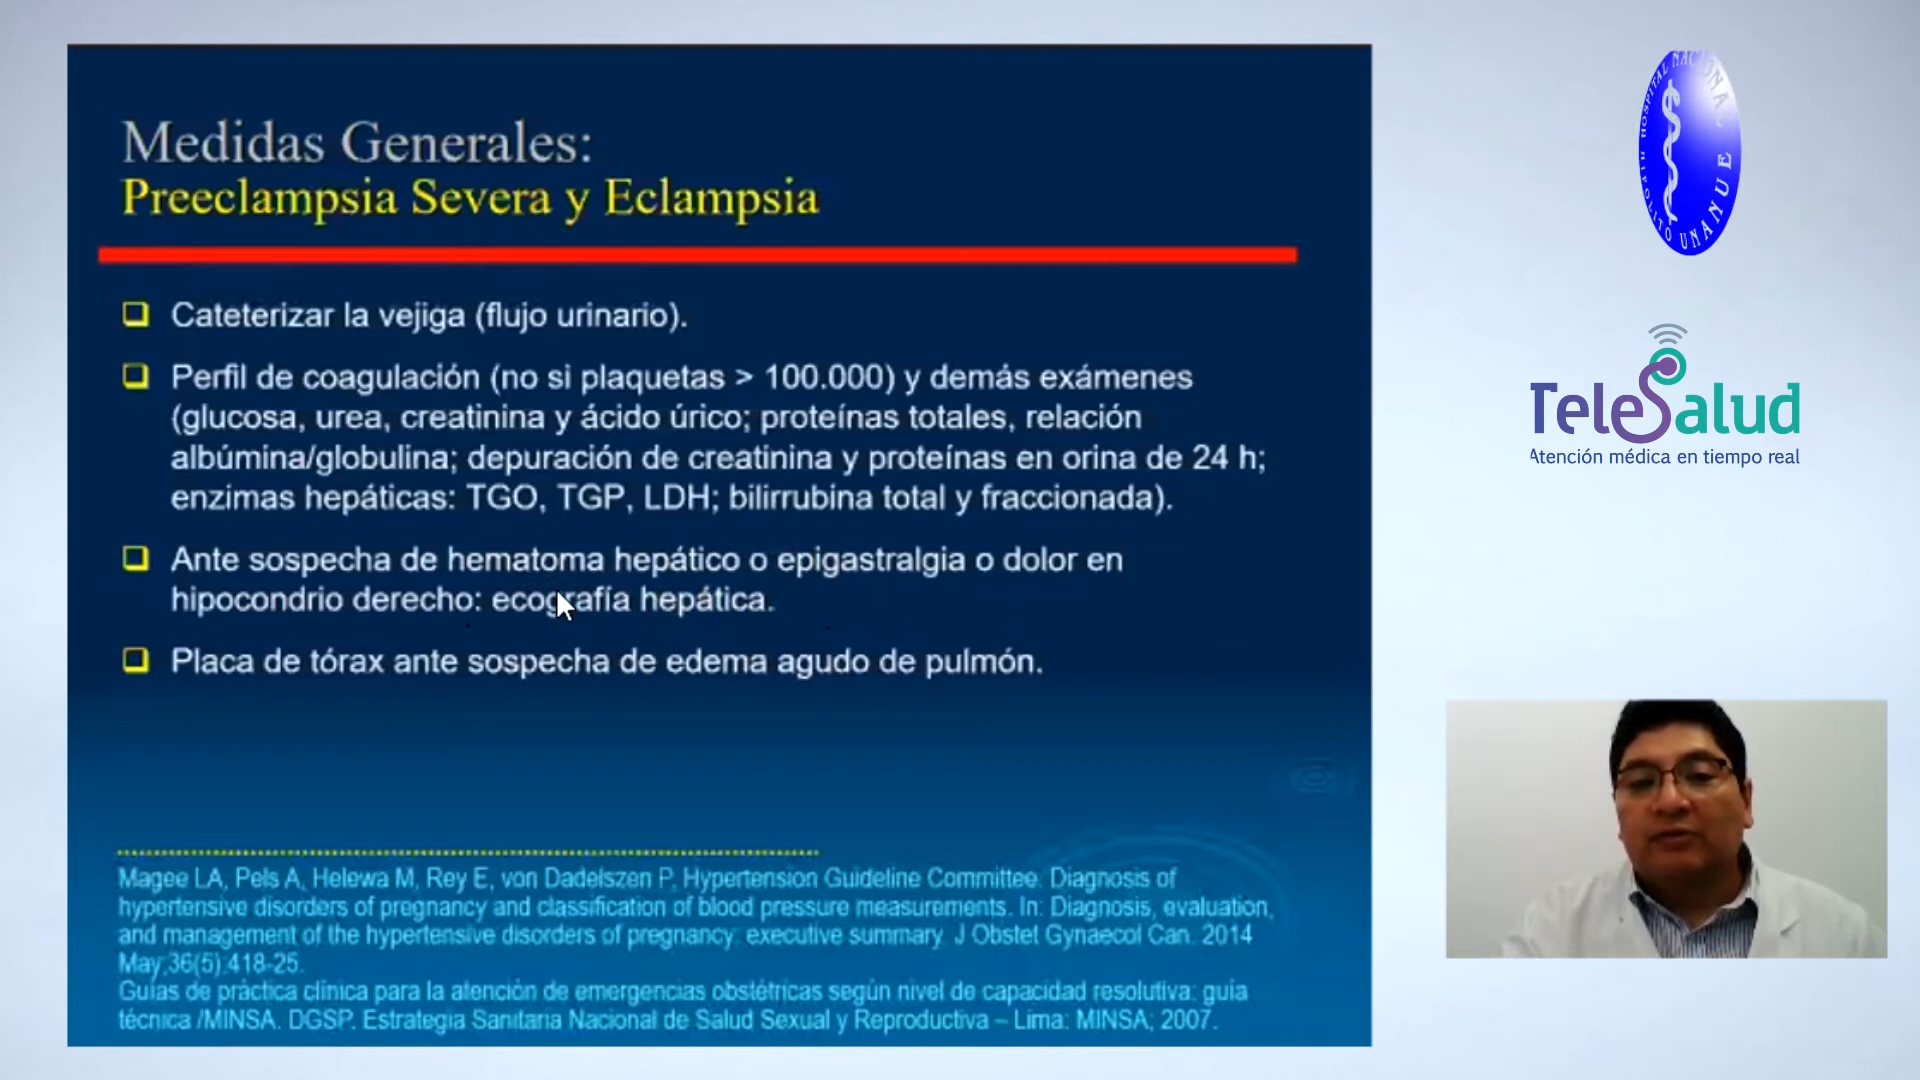 Medidas Generales:
Preeclampsia Severa y Eclampsia
Cateterizar la vejiga (flujo urinario).
Perfil de coagulación (no si plaquetas > 100.000) y demás exámenes
(glucosa, urea, creatinina y ácido úrico; proteínas totales, relación
albúmina/globulina; depuración de creatinina y proteínas en orina de 24 h;
enzimas hepáticas: TGO, TGP, LDH; bilirrubina total y fraccionada).
Ante sospecha de hematoma hepático o epigastralgia o dolor en
hipocondrio derecho: ecografía hepática.
Placa de tórax ante sospecha de edema agudo de pulmón.
Magee LA, Pels A, Helewa M, Rey E, von Dadelszen P, Hypertension Guideline Committee. Diagnosis of
hypertensive disorders of pregnancy and classification of blood pressure measurements. In: Diagnosis, evaluation,
and management of the hypertensive disorders of pregnancy: executive summary. J Obstet Gynaecol Can. 2014
May;36(5):418-25.
Guías de práctica clínica para la atención de emergencias obstétricas según nivel de capacidad resolutiva: guía
técnica /MINSA. DGSP. Estrategia Sanitaria Nacional de Salud Sexual y Reproductiva – Lima: MINSA; 2007.
HOSPITAL NACIONAL
HIPOLITO UNANUE
TeleSalud
Atención médica en tiempo real